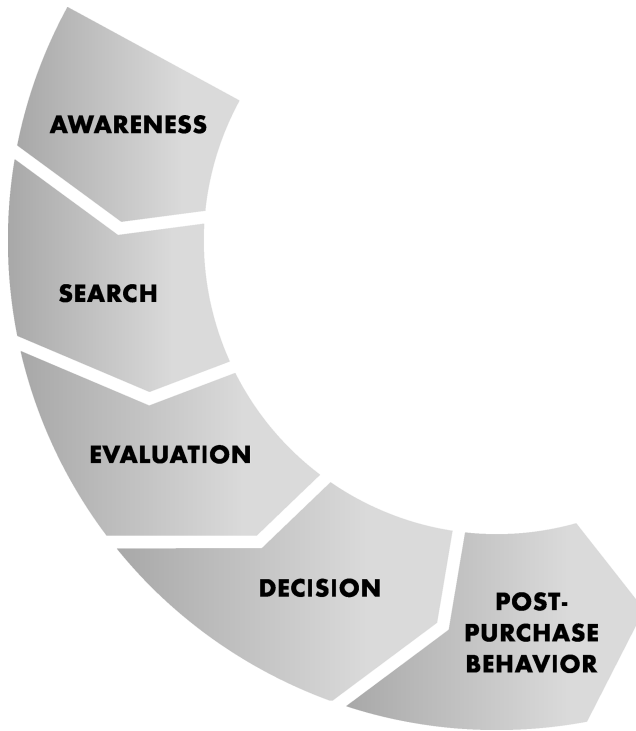 AWARENESS
SEARCH
EVALUATION
DECISION
POST-
PURCHASE
BEHAVIOR